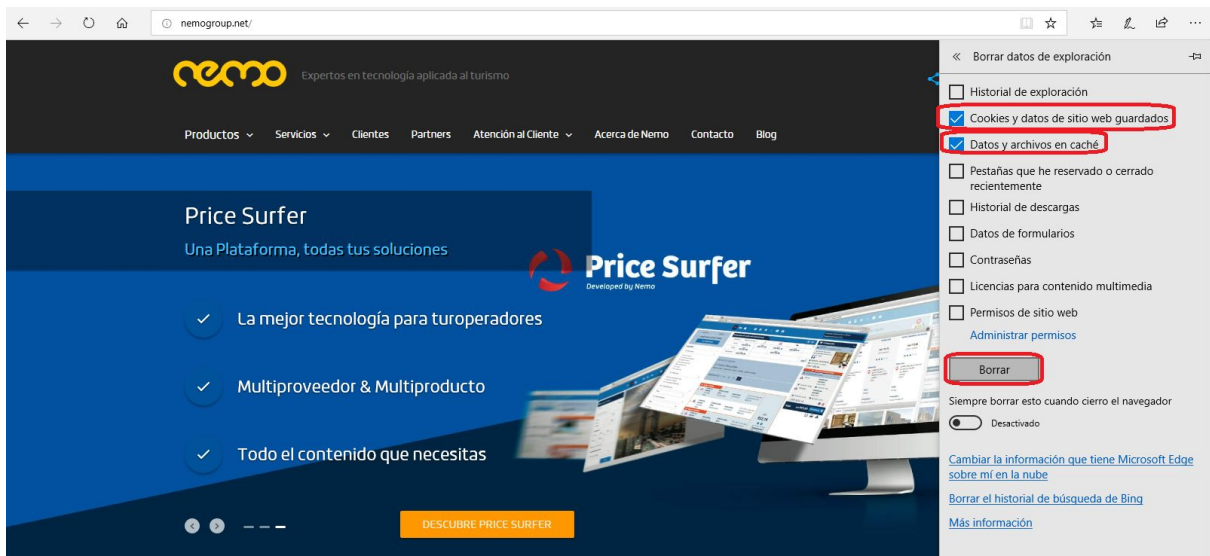 nemogroup.net/
nemo
Expertos en tecnología aplicada al turismo
Productos
Servicios
Clientes
Partners
Atención al Cliente
Acerca de Nemo
Contacto
Blog
Price Surfer
Una Plataforma, todas tus soluciones
Price Surfer
Developed by Nemo
La mejor tecnología para turoperadores
Multiproveedor & Multiproducto
Todo el contenido que necesitas
DESCUBRE PRICE SURFER
Borrar datos de exploración
Historial de exploración
Cookies y datos de sitio web guardados
Datos y archivos en caché
Pestañas que he reservado o cerrado
recientemente
Historial de descargas
Datos de formularios
Contraseñas
Licencias para contenido multimedia
Permisos de sitio web
Administrar permisos
Borrar
Siempre borrar esto cuando cierro el navegador
Desactivado
Cambiar la información que tiene Microsoft Edge
sobre mí en la nube
Borrar el historial de búsqueda de Bing
Más información